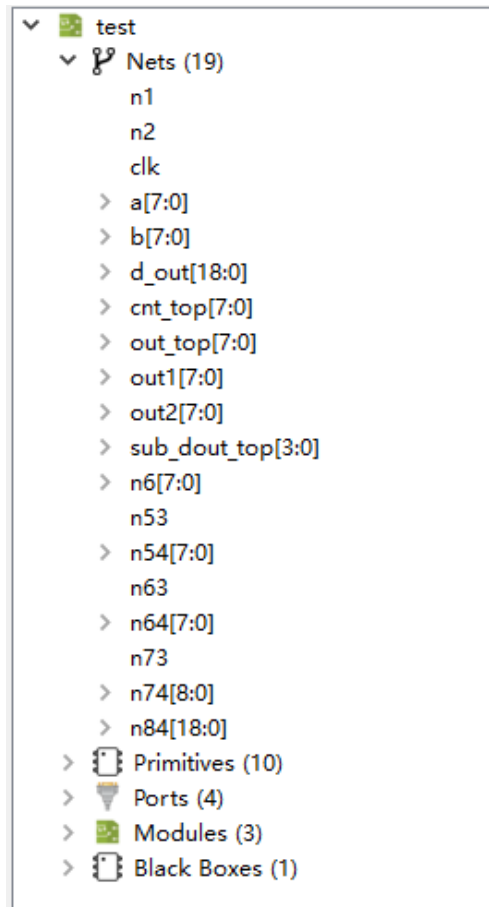 test
Nets (19)
n1
n2
clk
a[7:0]
b[7:0]
d_out[18:0]
cnt_top[7:0]
out_top[7:0]
out1[7:0]
out2[7:0]
sub_dout_top[3:0]
n6[7:0]
n53
n54[7:0]
n63
n64[7:0]
n73
n74[8:0]
n84[18:0]
Primitives (10)
Ports (4)
Modules (3)
Black Boxes (1)